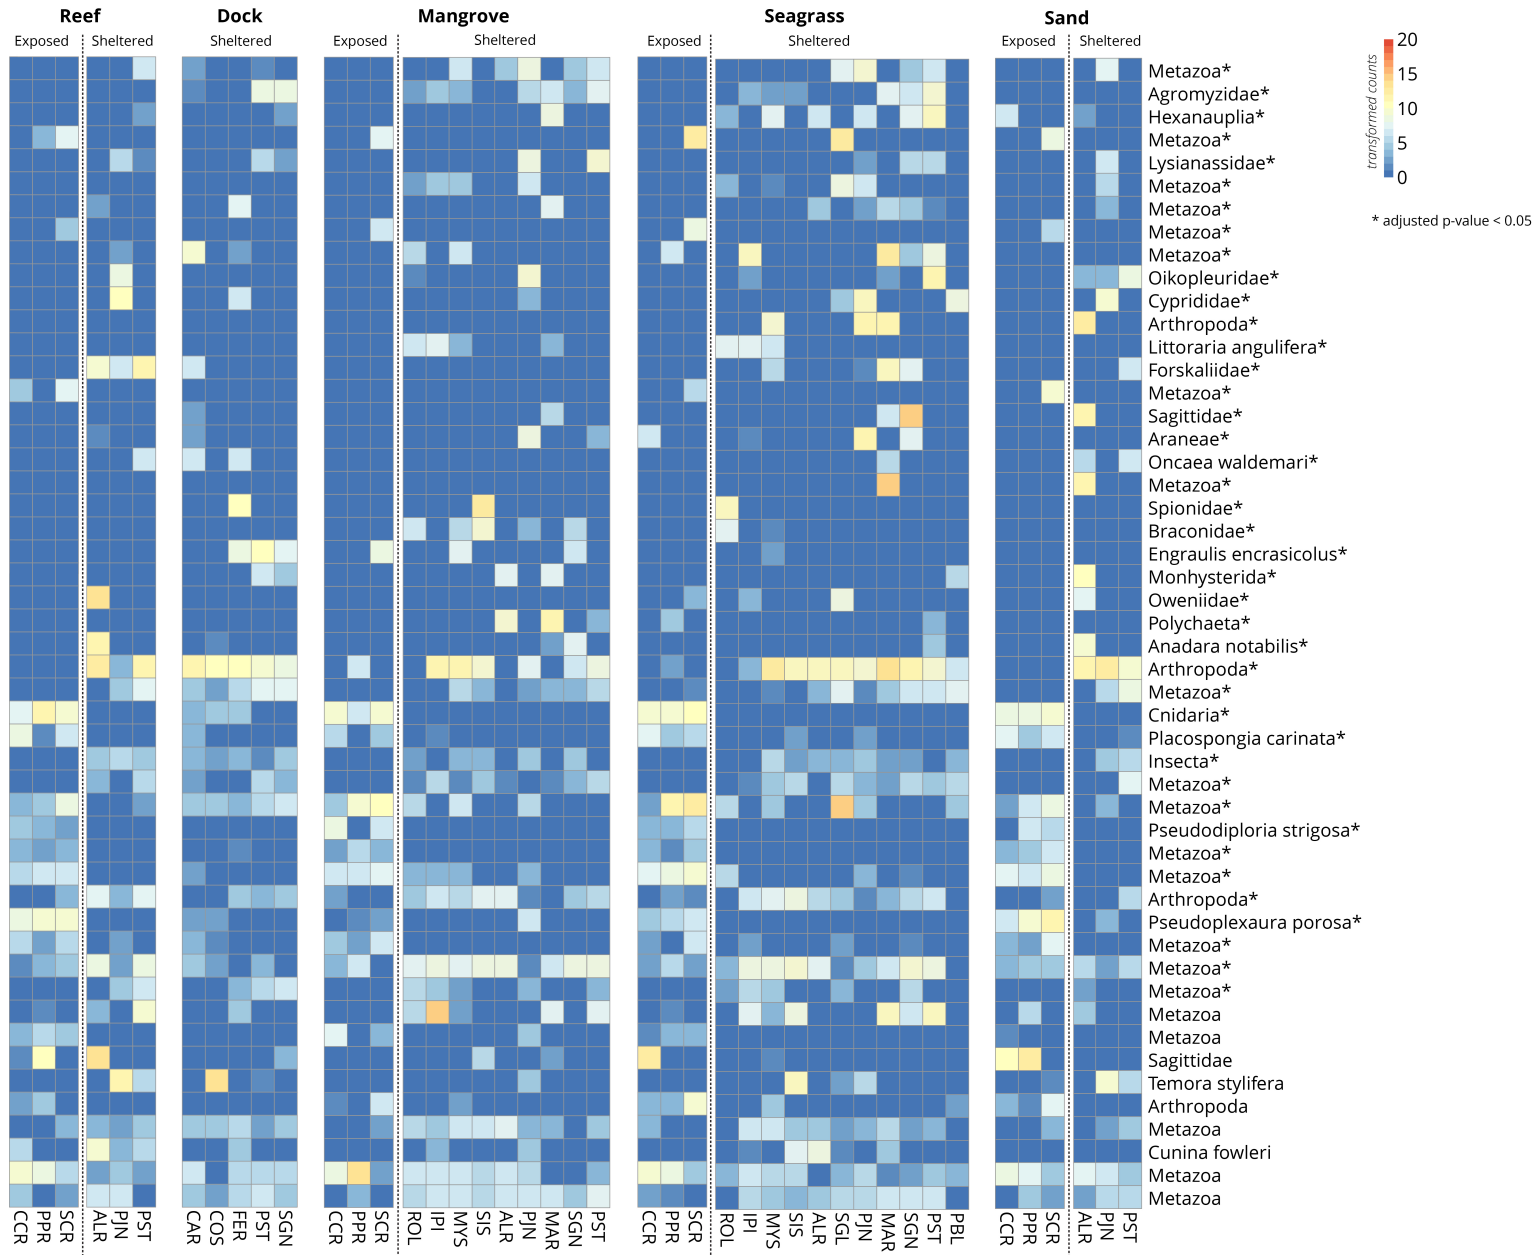 Reef Dock Mangrove Seagrass Sand
Exposed Sheltered Sheltered Exposed Sheltered Exposed Sheltered Exposed Sheltered
transformed counts
20
15
10
5
0
* adjusted p-value < 0.05
Metazoa*
Agromyzidae*
Hexanauplia*
Metazoa*
Lysianassidae*
Metazoa*
Metazoa*
Metazoa*
Metazoa*
Oikopleuridae*
Cyprididae*
Arthropoda*
Littoraria angulifera*
Forskaliidae*
Metazoa*
Sagittidae*
Araneae*
Oncaea waldemari*
Metazoa*
Spionidae*
Braconidae*
Engraulis encrasicolus*
Monhysterida*
Oweniidae*
Polychaeta*
Anadara notabilis*
Arthropoda*
Metazoa*
Cnidaria*
Placospongia carinata*
Insecta*
Metazoa*
Metazoa*
Pseudodiploria strigosa*
Metazoa*
Metazoa*
Arthropoda*
Pseudoplexaura porosa*
Metazoa*
Metazoa*
Metazoa*
Metazoa
Metazoa
Sagittidae
Temora stylifera
Arthropoda
Metazoa
Cunina fowleri
Metazoa
Metazoa
CCR PPR SCR ALR PJN PST CAR COS FER PST SGN CCR PPR SCR ROL IPI MYS SIS ALR PJN MAR SGN PST CCR PPR SCR ROL IPI MYS SIS ALR SGL PJN MAR SGN PST PBL CCR PPR SCR ALR PJN PST